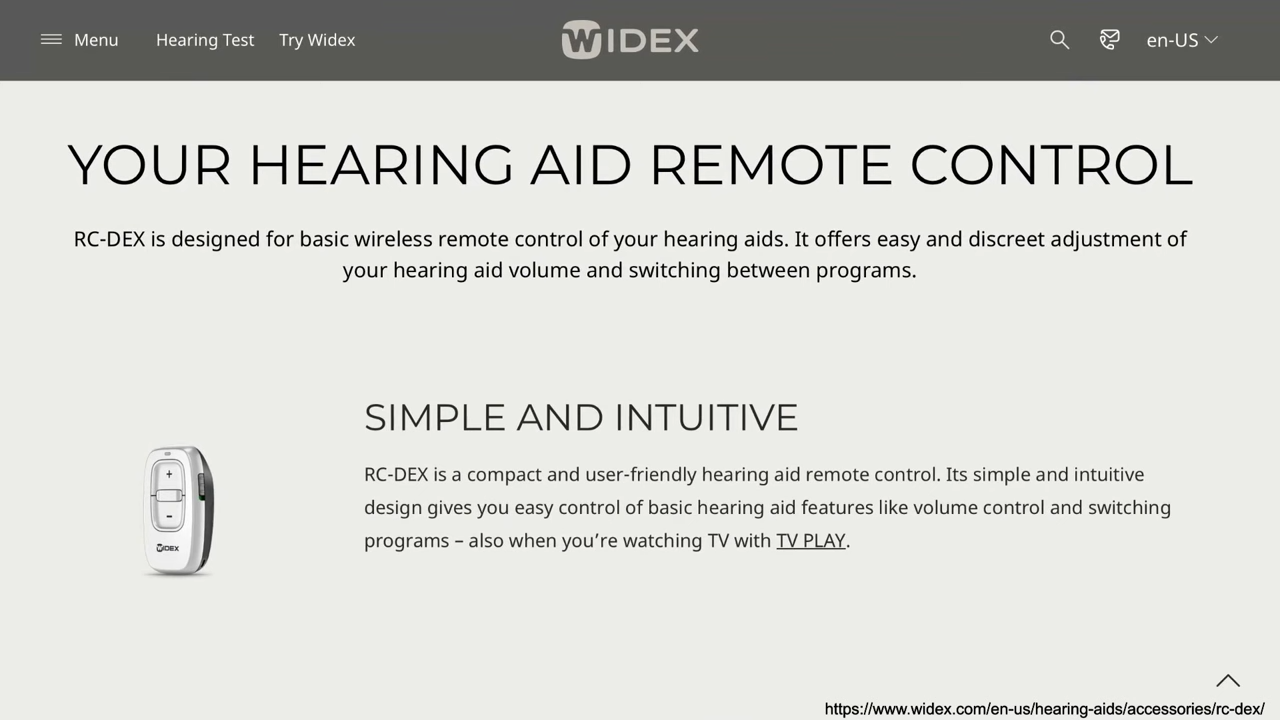 Menu Hearing Test Try Widex WIDEX en-US
YOUR HEARING AID REMOTE CONTROL
RC-DEX is designed for basic wireless remote control of your hearing aids. It offers easy and discreet adjustment of
your hearing aid volume and switching between programs.
SIMPLE AND INTUITIVE
RC-DEX is a compact and user-friendly hearing aid remote control. Its simple and intuitive
design gives you easy control of basic hearing aid features like volume control and switching
programs – also when you’re watching TV with TV PLAY.
+
-
WIDEX
https://www.widex.com/en-us/hearing-aids/accessories/rc-dex/